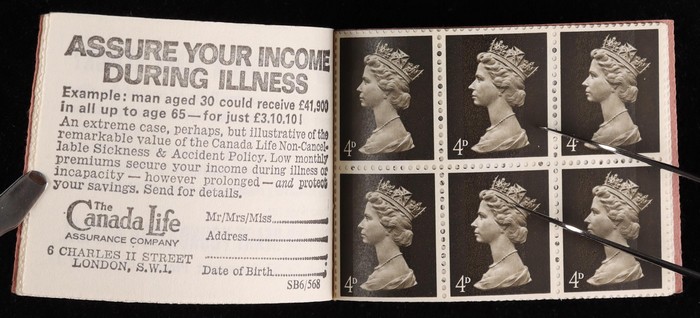 ASSURE YOUR INCOME
DURING ILLNESS
Example: man aged 30 could receive £41,900
in all up to age 65—for just £3.10.10!
An extreme case, perhaps, but illustrative of the
remarkable value of the Canada Life Non-Cancel-
lable Sickness & Accident Policy. Low monthly
premiums secure your income during illness or
incapacity — however prolonged — and protect
your savings. Send for details.
The
Canada Life
ASSURANCE COMPANY
6 CHARLES II STREET
LONDON, S.W.1.
Mr/Mrs/Miss
Address
Date of Birth
SB6/568
4D
4D
4D
4D
4D
4D